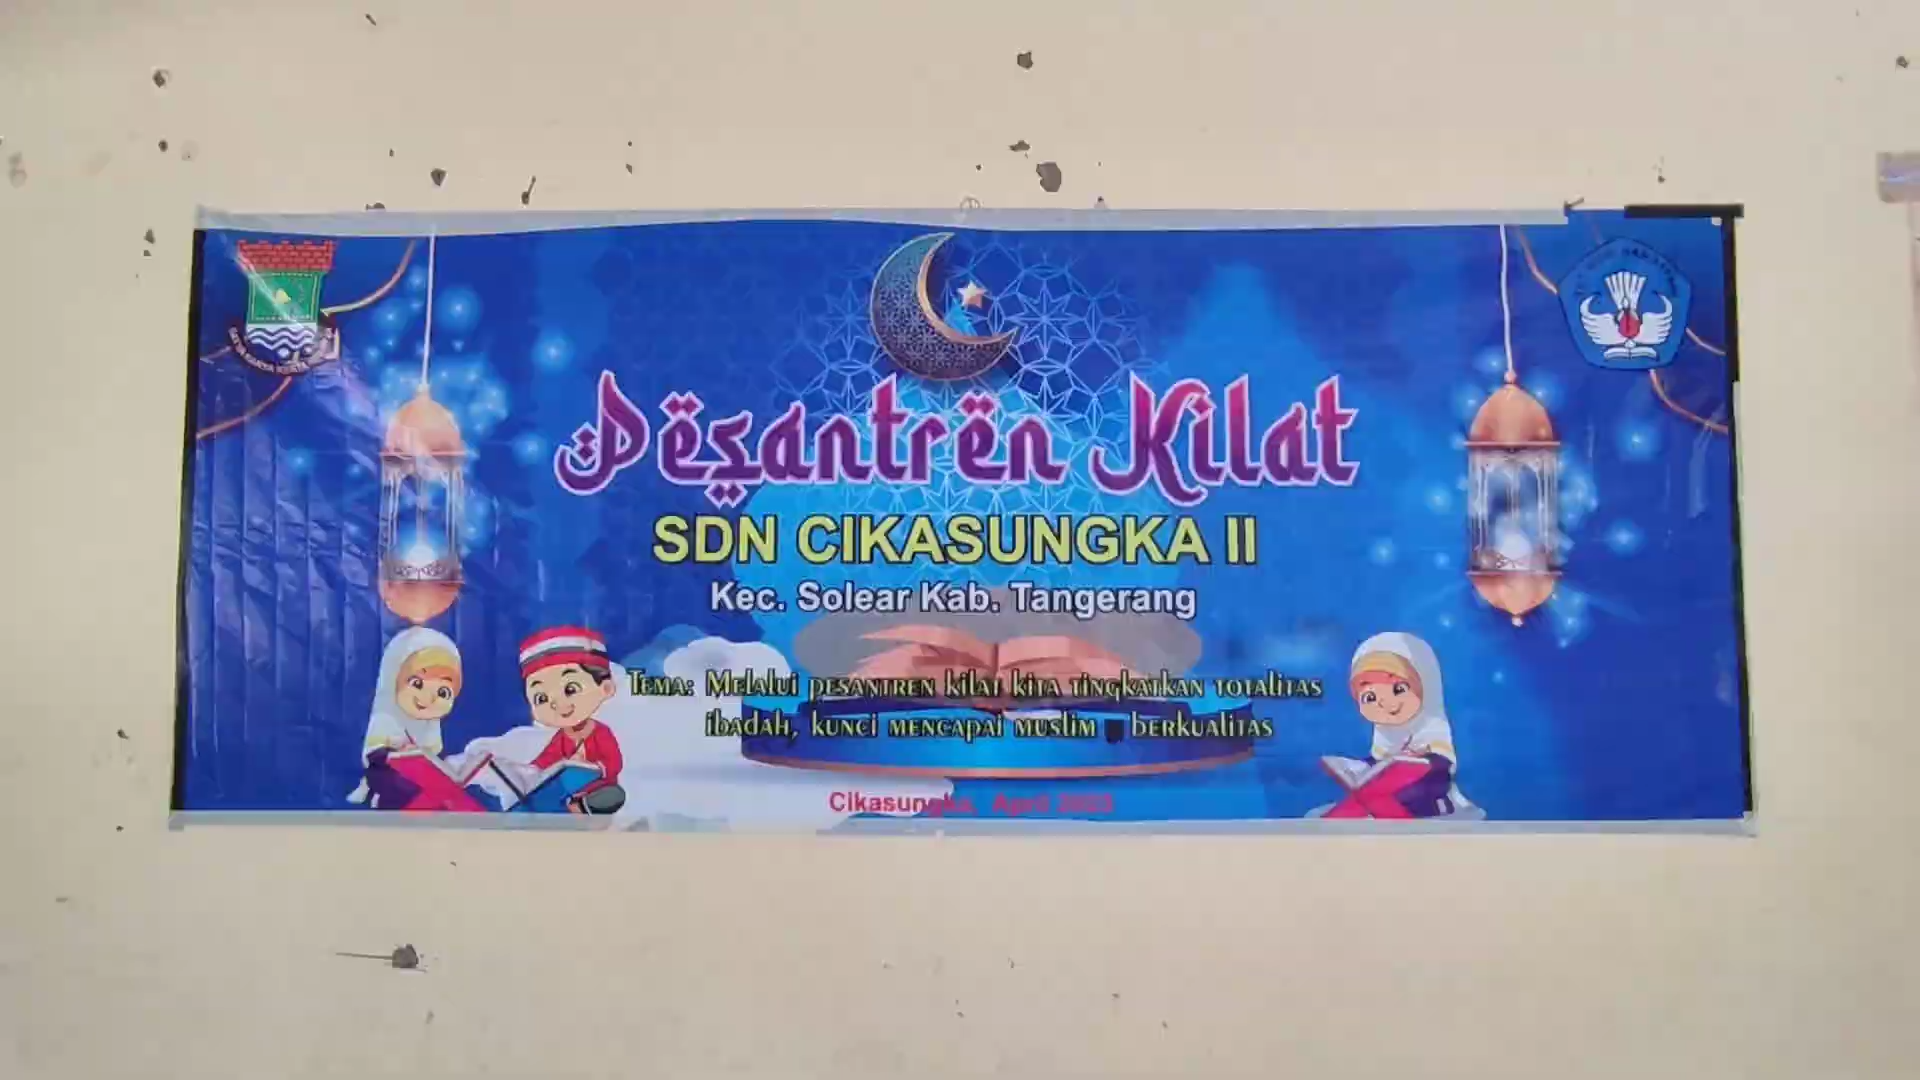 Pesantren Kilat
SDN CIKASUNGKA II
Kec. Solear Kab. Tangerang
Tema: Melalui pesantren kilat kita tingkatkan totalitas
ibadah, kunci mencapai muslim berkualitas
Cikasungka, April 2023